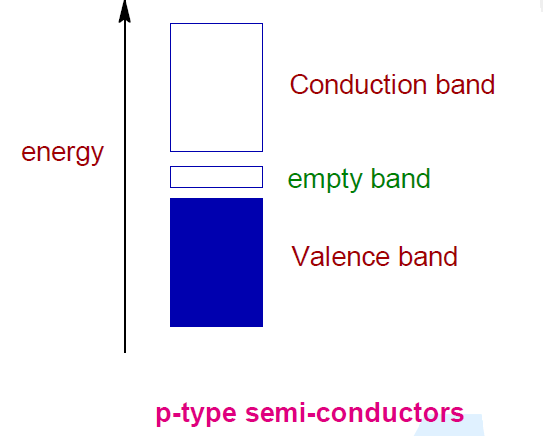 Conduction band
energy
empty band
Valence band
p-type semi-conductors